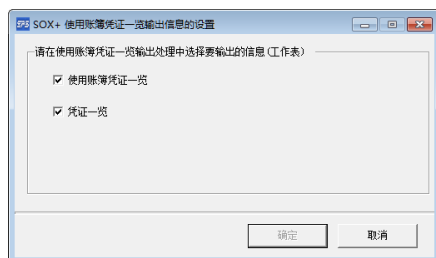 SPS SOX+ 使用账簿凭证一览输出信息的设置
请在使用账簿凭证一览输出处理中选择要输出的信息(工作表)
使用账簿凭证一览
凭证一览
确定
取消